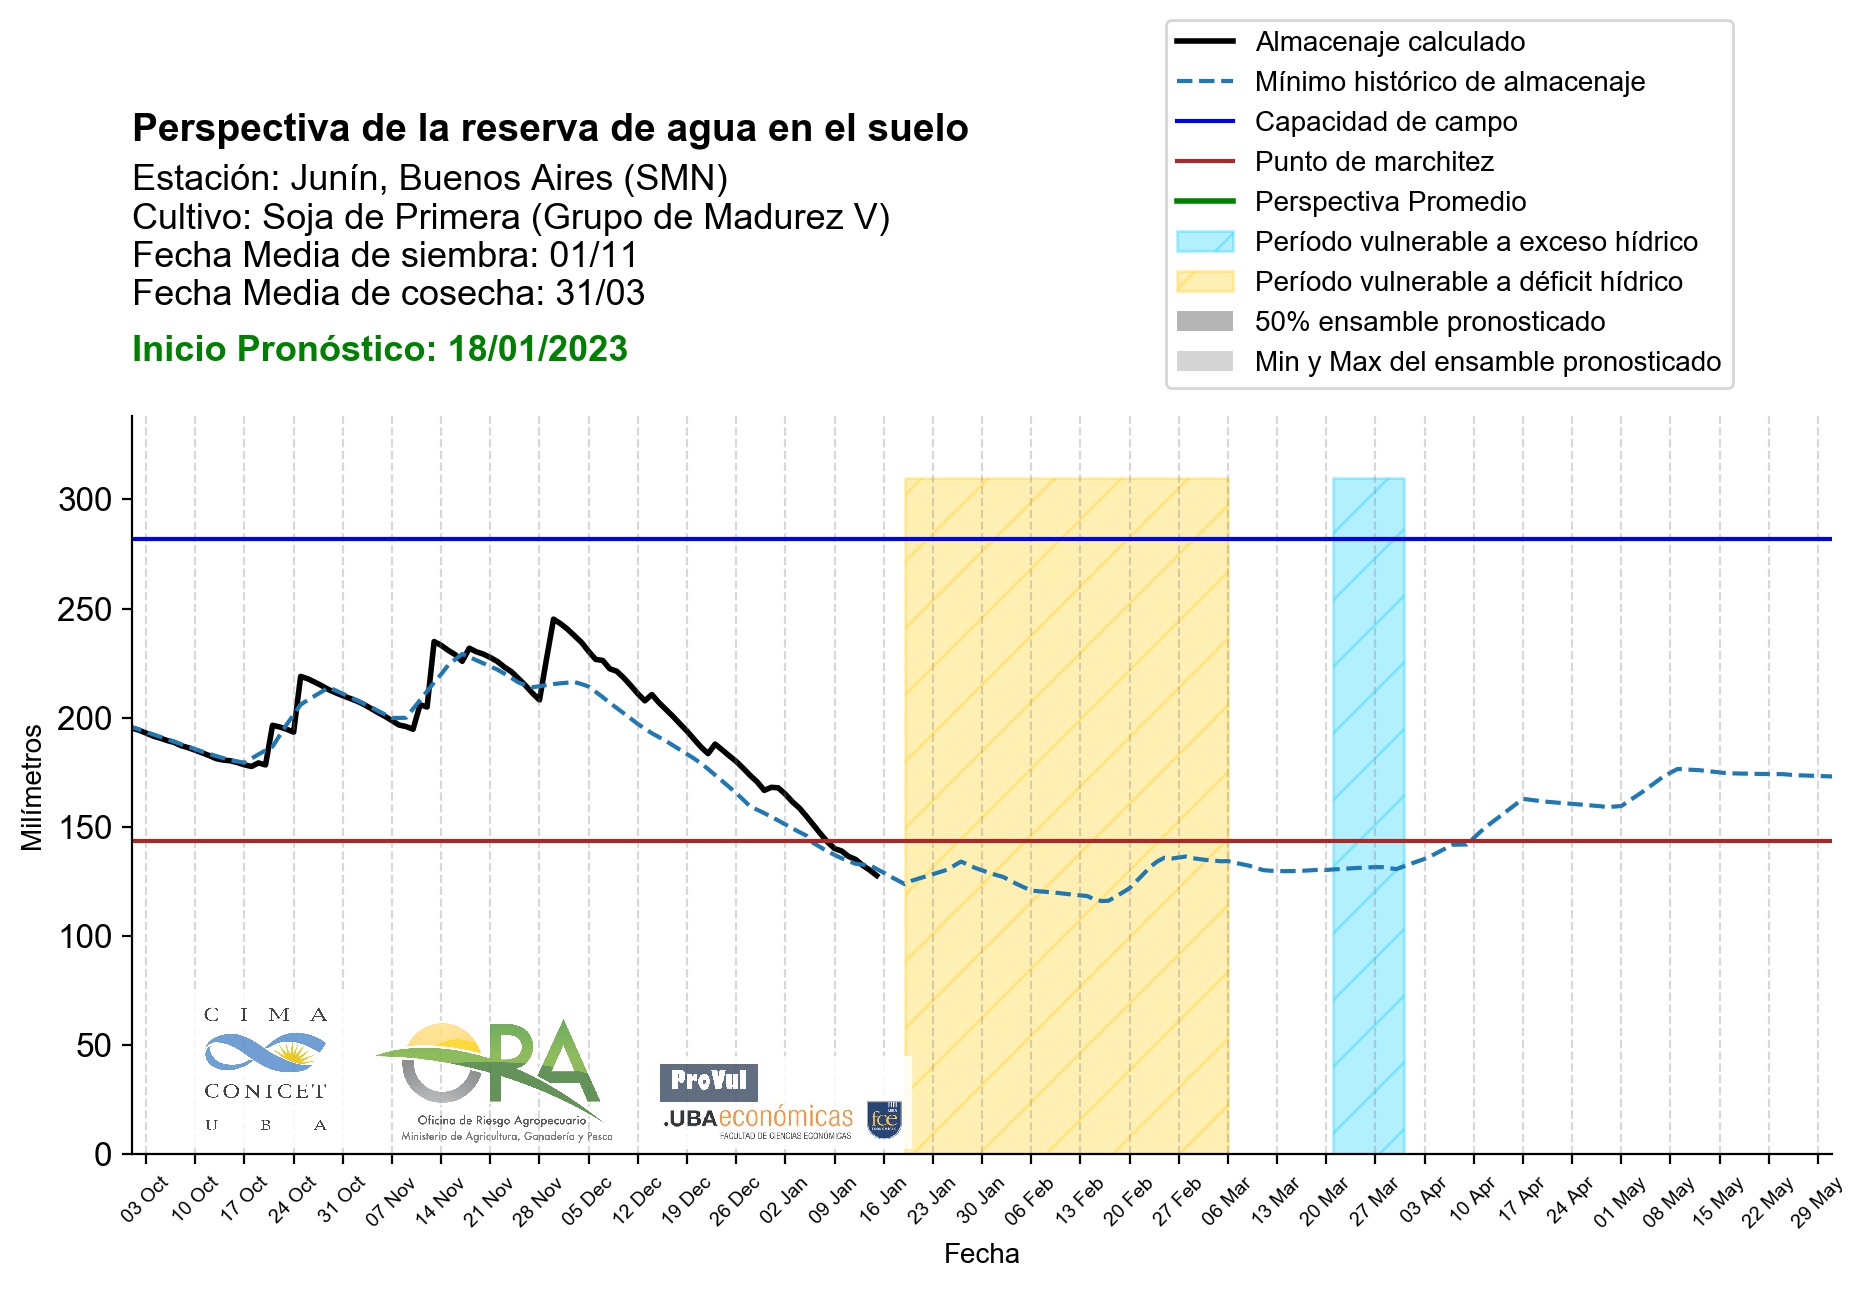 Almacenaje calculado
Mínimo histórico de almacenaje
Capacidad de campo
Punto de marchitez
Perspectiva Promedio
Período vulnerable a exceso hídrico
Período vulnerable a déficit hídrico
50% ensamble pronosticado
Min y Max del ensamble pronosticado
Perspectiva de la reserva de agua en el suelo
Estación: Junín, Buenos Aires (SMN)
Cultivo: Soja de Primera (Grupo de Madurez V)
Fecha Media de siembra: 01/11
Fecha Media de cosecha: 31/03
Inicio Pronóstico: 18/01/2023
Milímetros
300
250
200
150
100
50
0
CIMA
CONICET
UBA
ORA
Oficina de Riesgo Agropecuario
Ministerio de Agricultura, Ganadería y Pesca
ProVul
.UBAeconómicas
FACULTAD DE CIENCIAS ECONÓMICAS
UBA
fce
ECONÓMICAS
03 Oct
10 Oct
17 Oct
24 Oct
31 Oct
07 Nov
14 Nov
21 Nov
28 Nov
05 Dec
12 Dec
19 Dec
26 Dec
02 Jan
09 Jan
16 Jan
23 Jan
30 Jan
06 Feb
13 Feb
20 Feb
27 Feb
06 Mar
13 Mar
20 Mar
27 Mar
03 Apr
10 Apr
17 Apr
24 Apr
01 May
08 May
15 May
22 May
29 May
Fecha